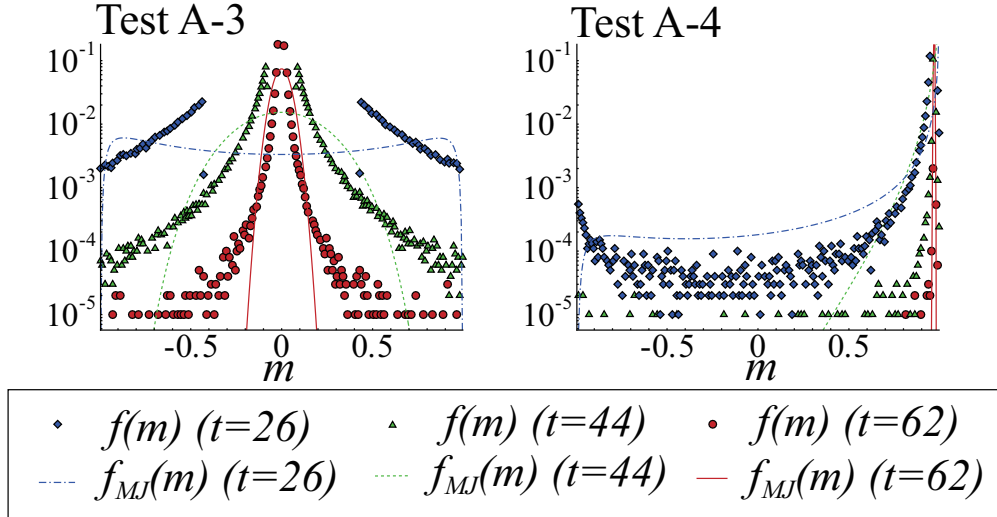 Test A-3
Test A-4
10^-1
10^-2
10^-3
10^-4
10^-5
-0.5
0
0.5
m
10^-1
10^-2
10^-3
10^-4
10^-5
-0.5
0
0.5
m
f(m) (t=26)
f(m) (t=44)
f(m) (t=62)
f_MJ(m) (t=26)
f_MJ(m) (t=44)
f_MJ(m) (t=62)